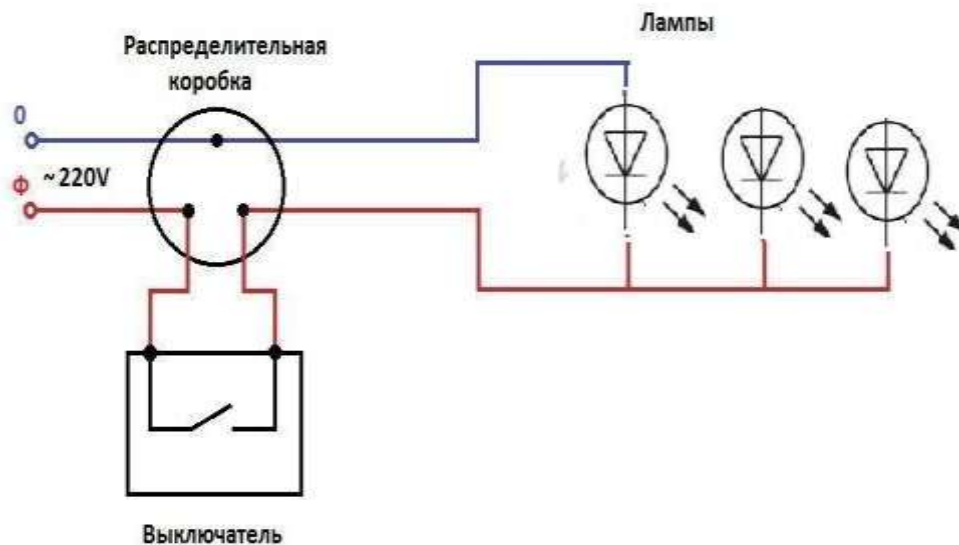 Лампы
Распределительная
коробка
0
ф ~220V
Выключатель